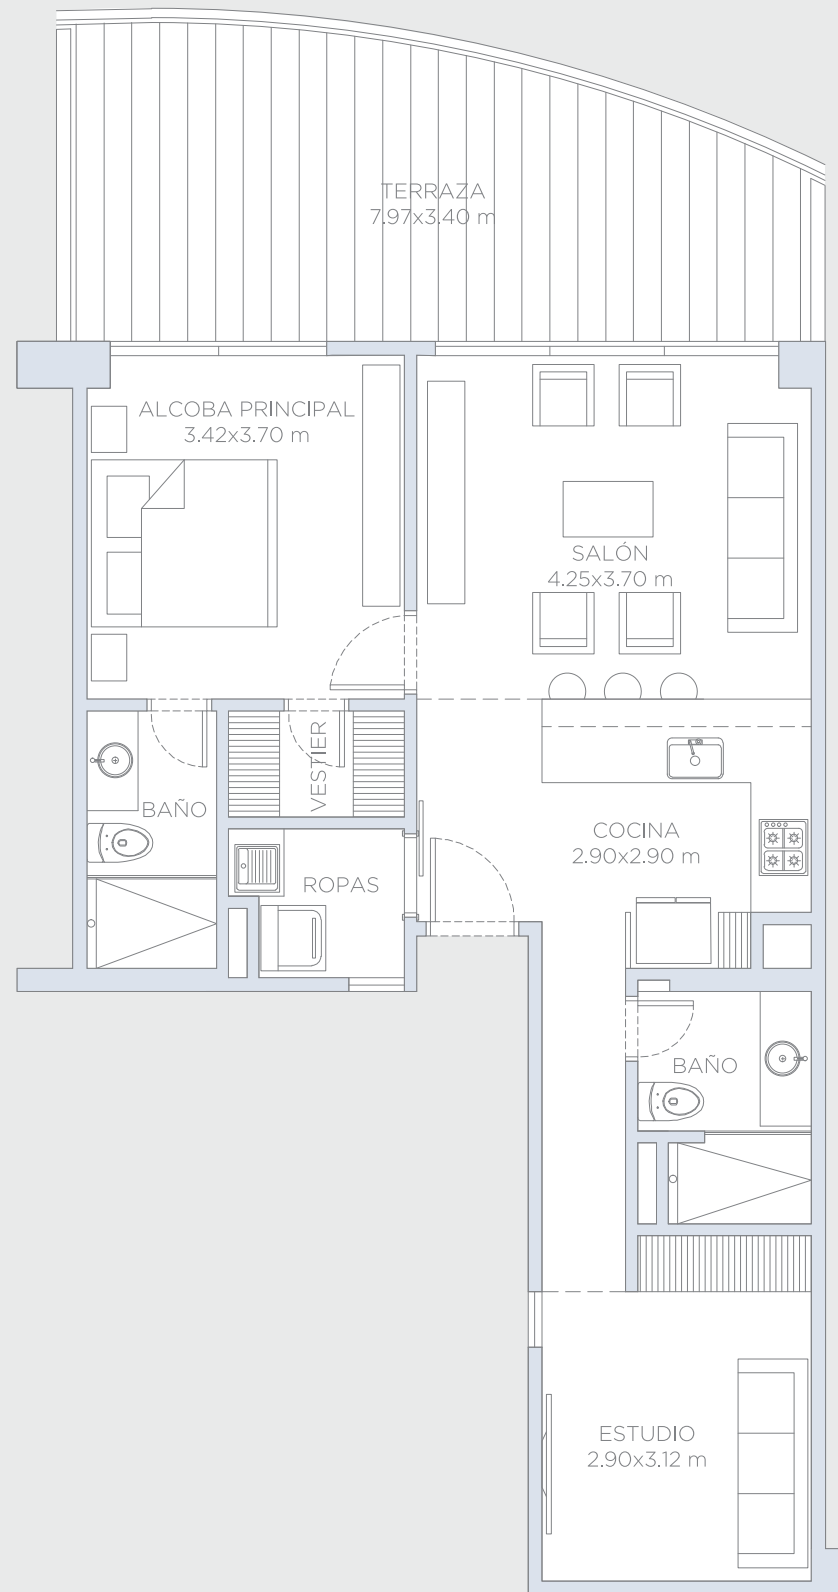 TERRAZA
7.97x3.40 m
ALCOBA PRINCIPAL
3.42x3.70 m
SALÓN
4.25x3.70 m
VESTIER
BAÑO
COCINA
2.90x2.90 m
ROPAS
BAÑO
ESTUDIO
2.90x3.12 m